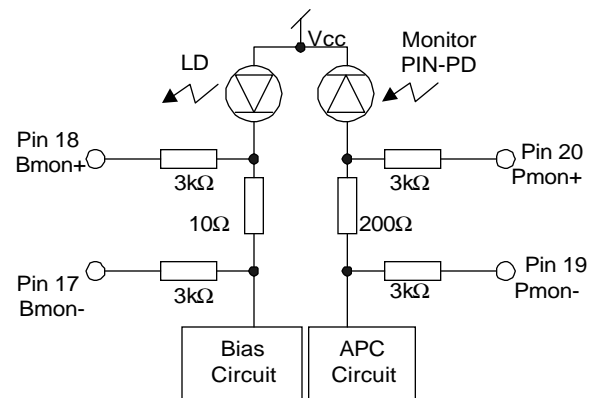 Vcc
LD
Monitor
PIN-PD
Pin 18
Bmon+
3kΩ
3kΩ
Pin 20
Pmon+
10Ω
200Ω
Pin 17
Bmon-
3kΩ
3kΩ
Pin 19
Pmon-
Bias
Circuit
APC
Circuit